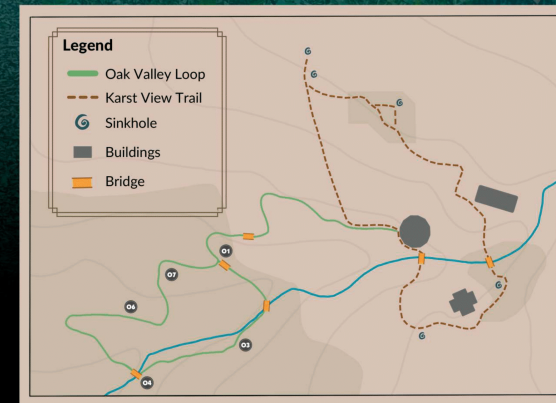 Legend
Oak Valley Loop
Karst View Trail
Sinkhole
Buildings
Bridge
01
07
06
03
04